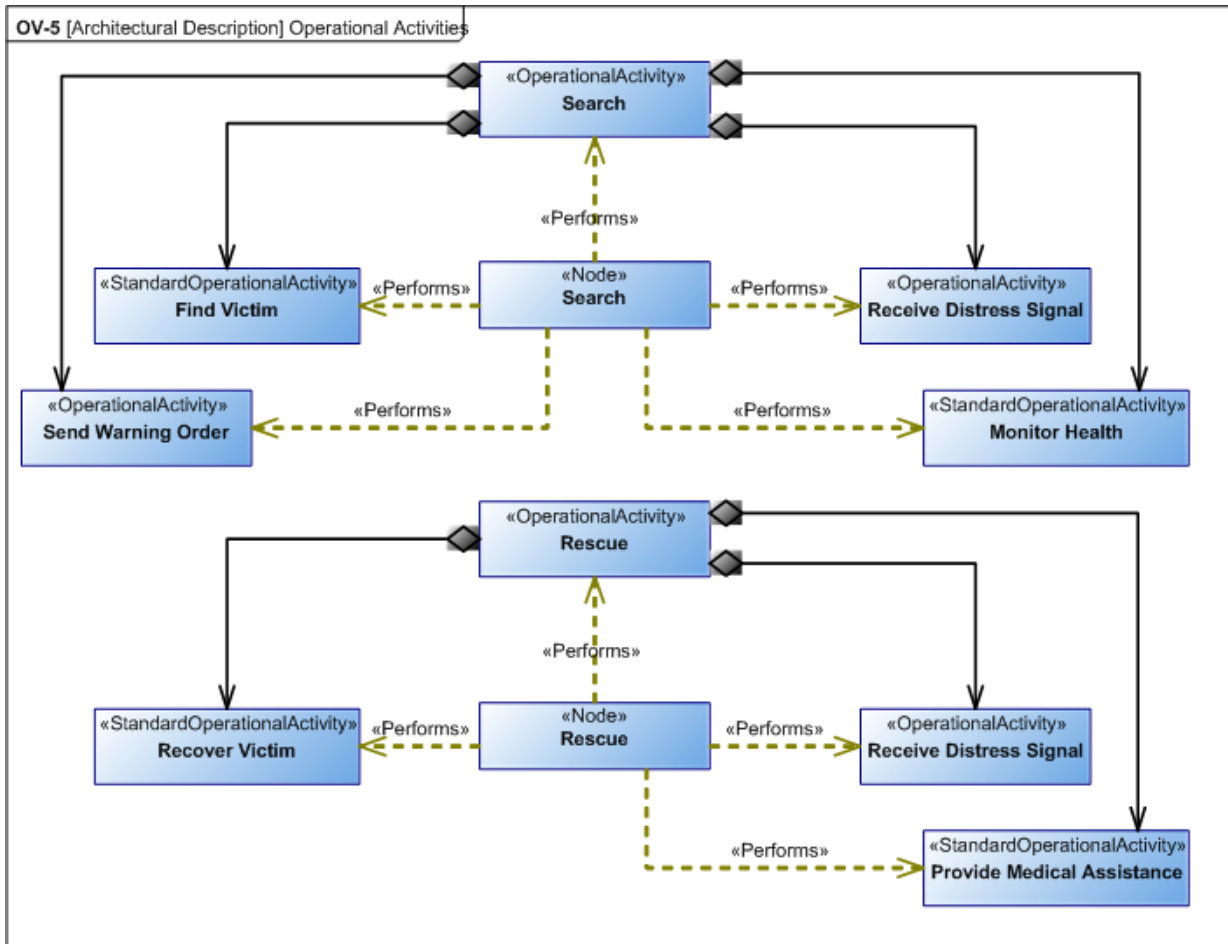 OV-5 [Architectural Description] Operational Activities
«OperationalActivity»
Search
«Performs»
«StandardOperationalActivity»
Find Victim
«Performs»
«Node»
Search
«Performs»
«OperationalActivity»
Receive Distress Signal
«OperationalActivity»
Send Warning Order
«Performs»
«Performs»
«StandardOperationalActivity»
Monitor Health
«OperationalActivity»
Rescue
«Performs»
«StandardOperationalActivity»
Recover Victim
«Performs»
«Node»
Rescue
«Performs»
«OperationalActivity»
Receive Distress Signal
«Performs»
«StandardOperationalActivity»
Provide Medical Assistance